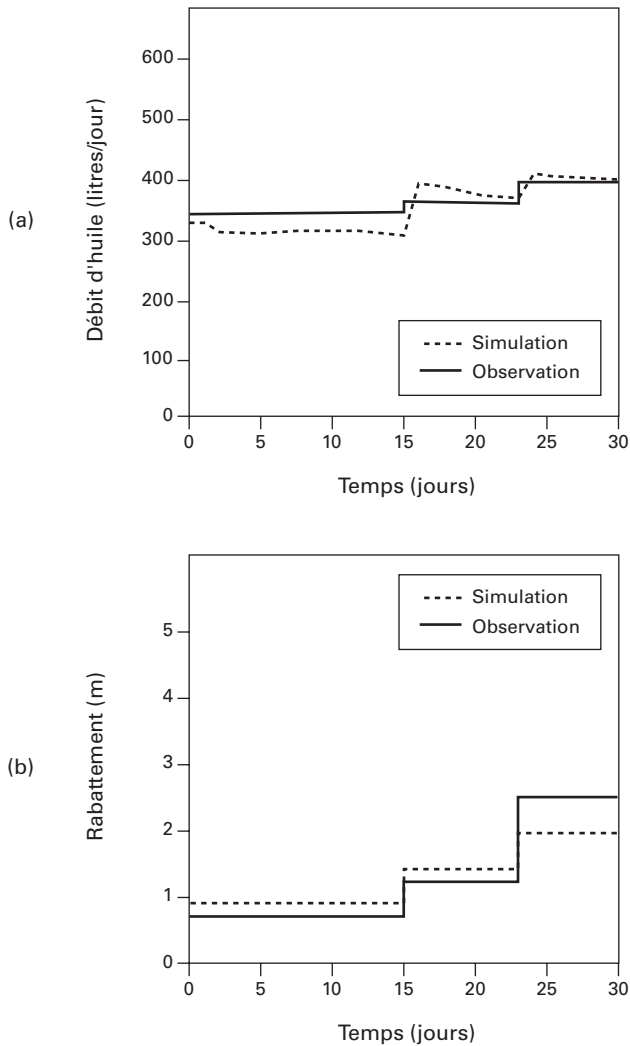 (a)
Débit d'huile (litres/jour)
600
500
400
300
200
100
0
0 5 10 15 20 25 30
Temps (jours)
Simulation
Observation
(b)
Rabattement (m)
5
4
3
2
1
0
0 5 10 15 20 25 30
Temps (jours)
Simulation
Observation